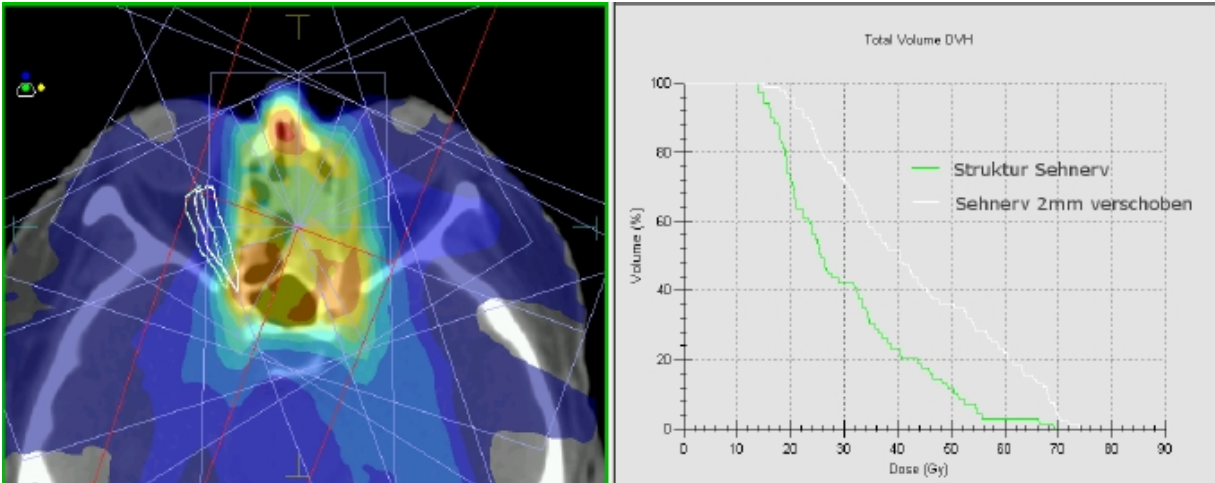 Total Volume DVH
Volume (%)
100
80
60
40
20
0
Struktur Sehnerv
Sehnerv 2mm verschoben
0 10 20 30 40 50 60 70 80 90
Dose (Gy)